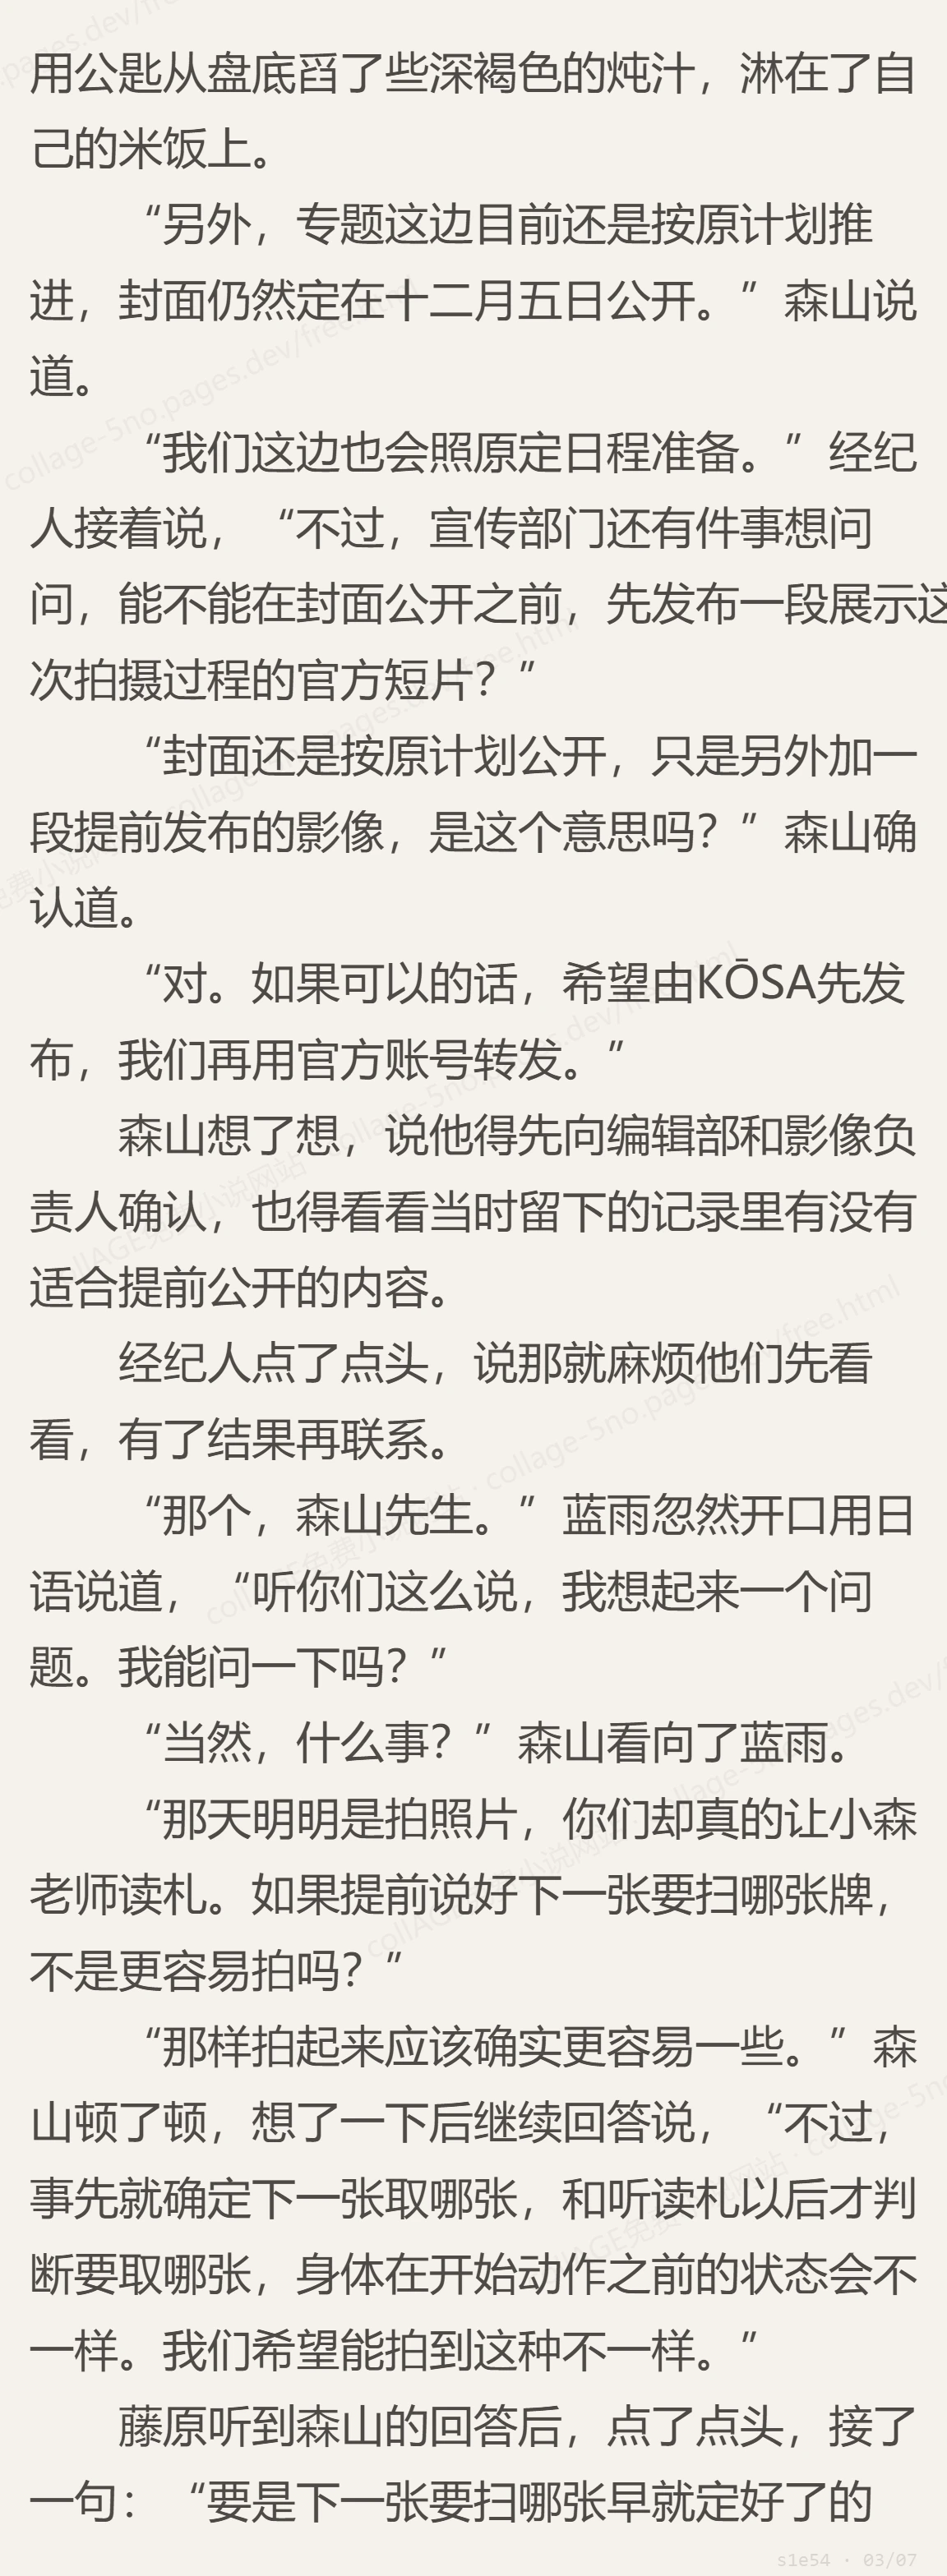 用公匙从盘底舀了些深褐色的炖汁，淋在了自
己的米饭上。
“另外，专题这边目前还是按原计划推
进，封面仍然定在十二月五日公开。”森山说
道。
“我们这边也会照原定日程准备。”经纪
人接着说，“不过，宣传部门还有件事想问
问，能不能在封面公开之前，先发布一段展示这
次拍摄过程的官方短片？”
“封面还是按原计划公开，只是另外加一
段提前发布的影像，是这个意思吗？”森山确
认道。
“对。如果可以的话，希望由KŌSA先发
布，我们再用官方账号转发。”
森山想了想，说他得先向编辑部和影像负
责人确认，也得看看当时留下的记录里有没有
适合提前公开的内容。
经纪人点了点头，说那就麻烦他们先看
看，有了结果再联系。
“那个，森山先生。”蓝雨忽然开口用日
语说道，“听你们这么说，我想起来一个问
题。我能问一下吗？”
“当然，什么事？”森山看向了蓝雨。
“那天明明是拍照片，你们却真的让小森
老师读札。如果提前说好下一张要扫哪张牌，
不是更容易拍吗？”
“那样拍起来应该确实更容易一些。”森
山顿了顿，想了一下后继续回答说，“不过，
事先就确定下一张取哪张，和听读札以后才判
断要取哪张，身体在开始动作之前的状态会不
一样。我们希望能拍到这种不一样。”
藤原听到森山的回答后，点了点头，接了
一句：“要是下一张要扫哪张早就定好了的
s1e54 · 03/07